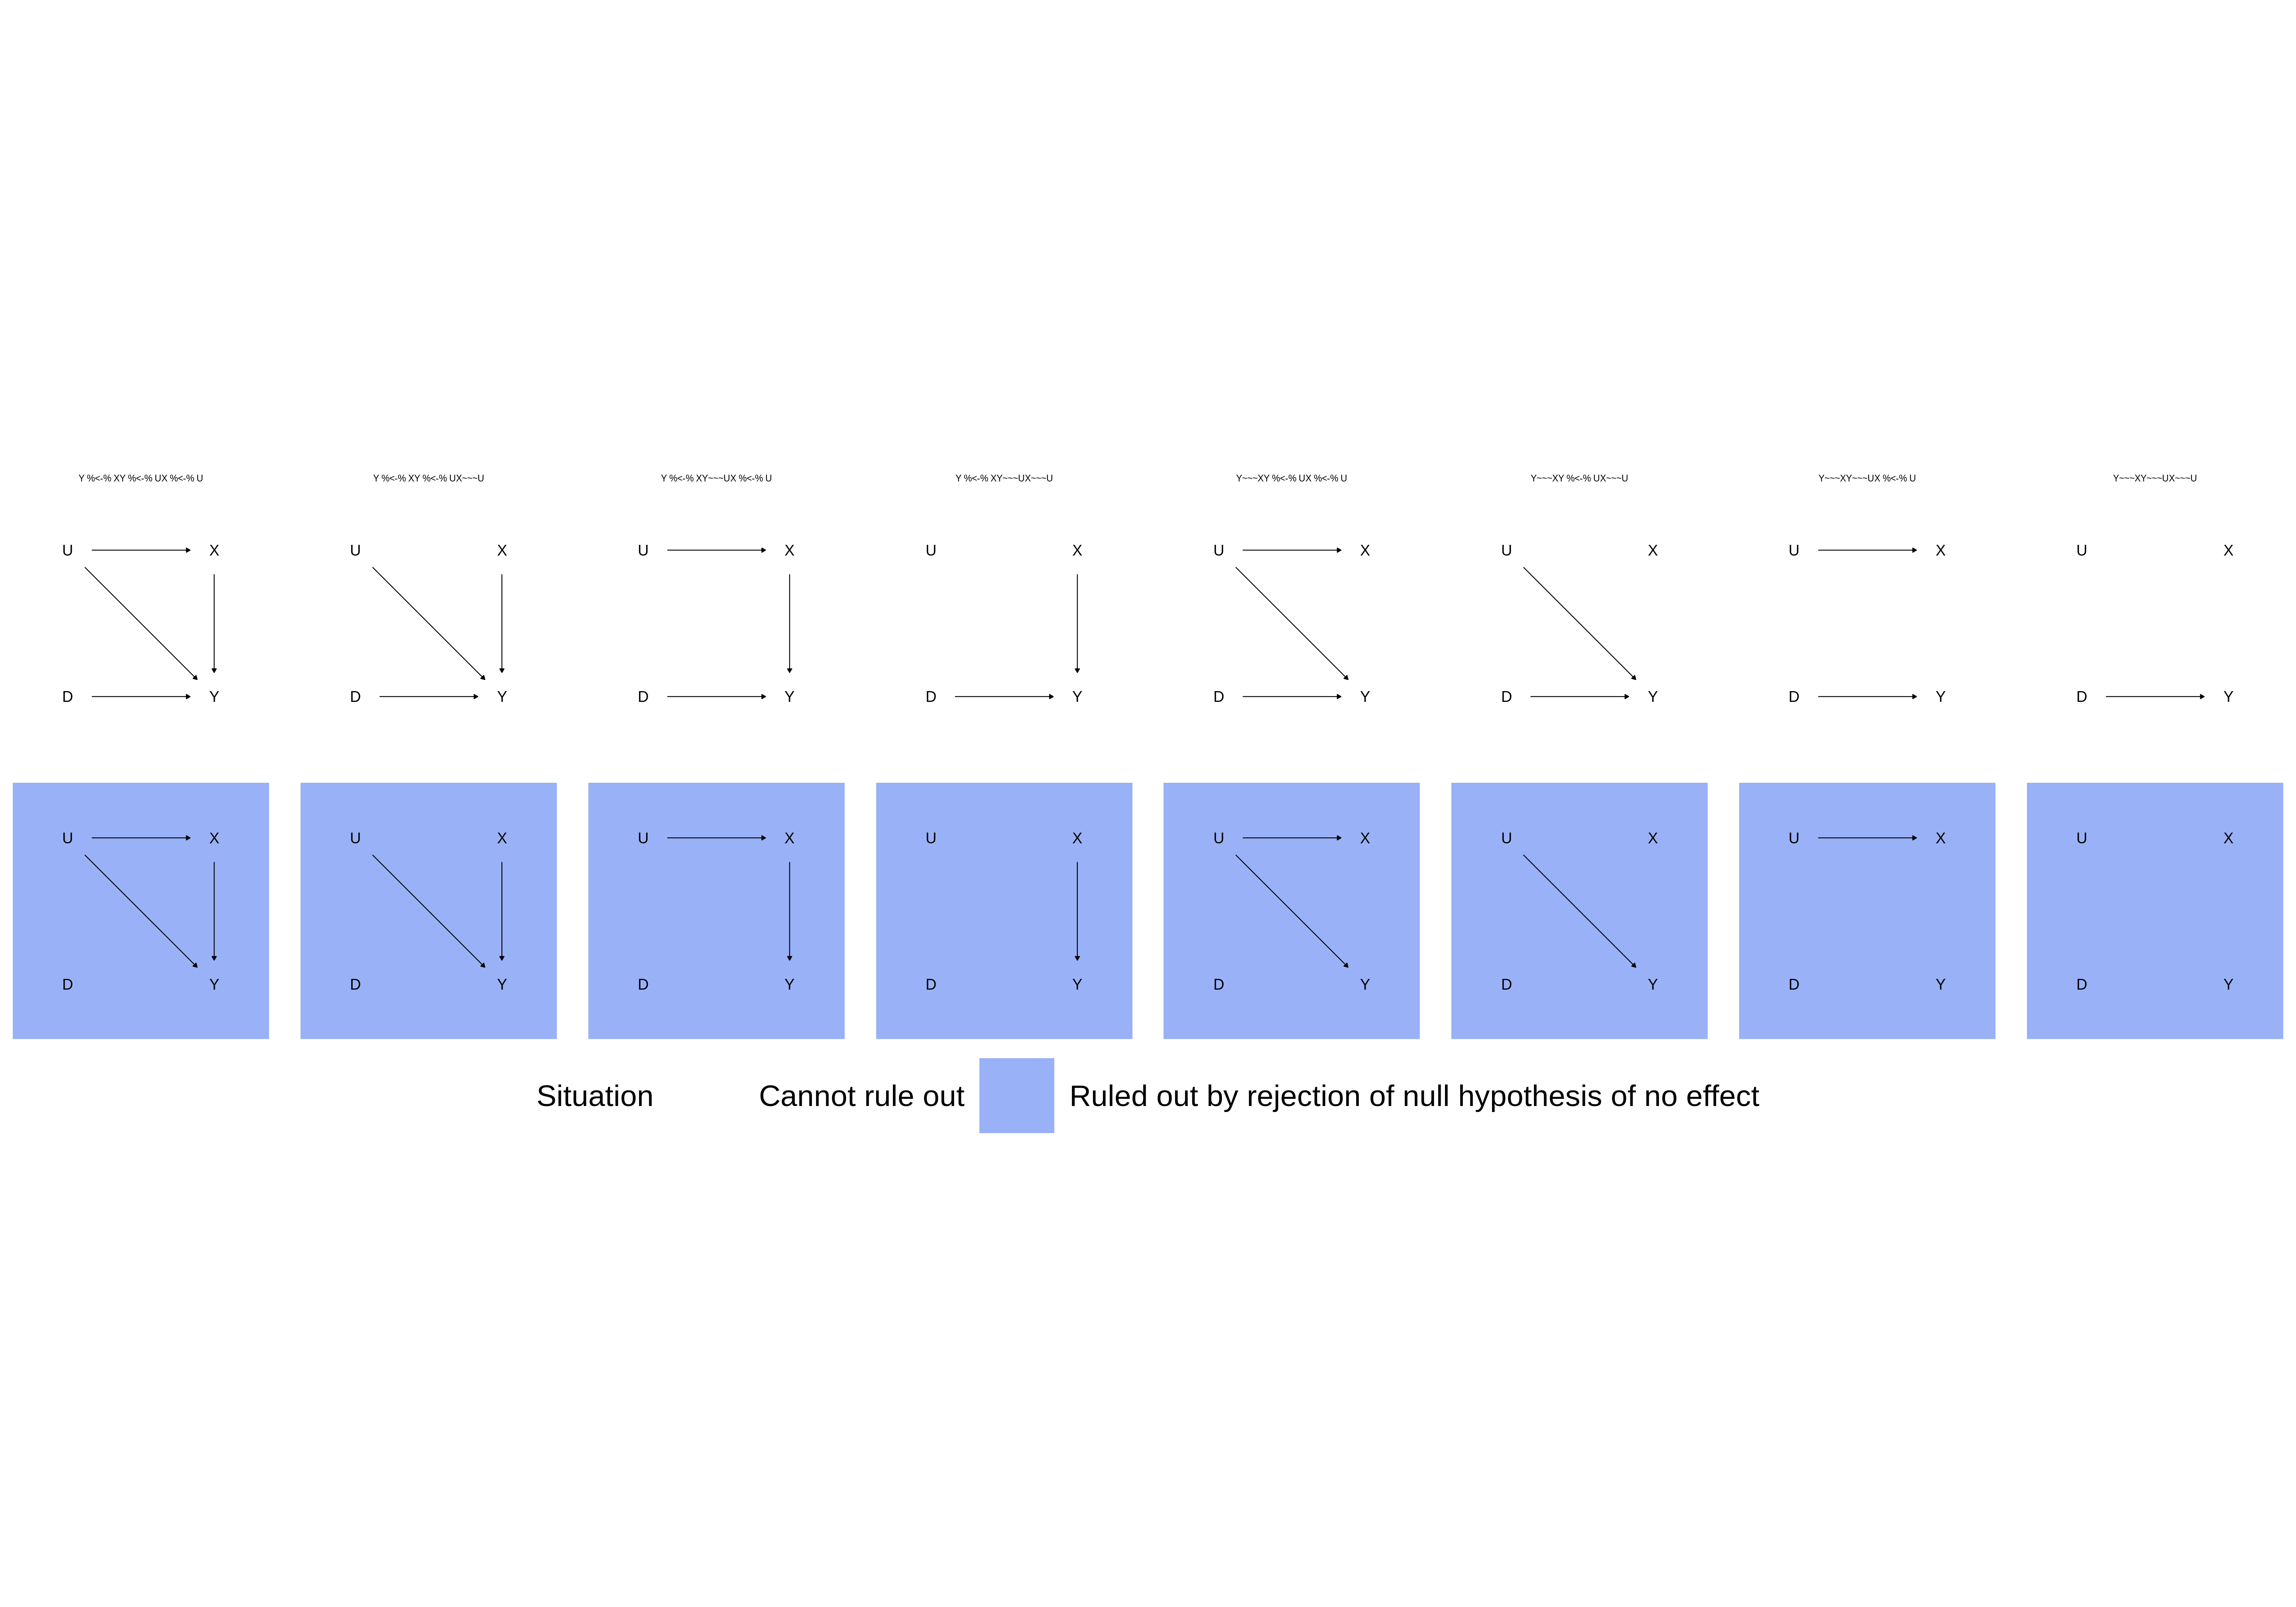 Y %<-% XY %<-% UX %<-% U Y %<-% XY %<-% UX~~~U Y %<-% XY~~~UX %<-% U Y %<-% XY~~~UX~~~U Y~~~XY %<-% UX %<-% U Y~~~XY %<-% UX~~~U Y~~~XY~~~UX %<-% U Y~~~XY~~~UX~~~U
U X U X U X U X U X U X U X U X
D Y D Y D Y D Y D Y D Y D Y D Y
U X U X U X U X U X U X U X U X
D Y D Y D Y D Y D Y D Y D Y D Y
Situation Cannot rule out Ruled out by rejection of null hypothesis of no effect